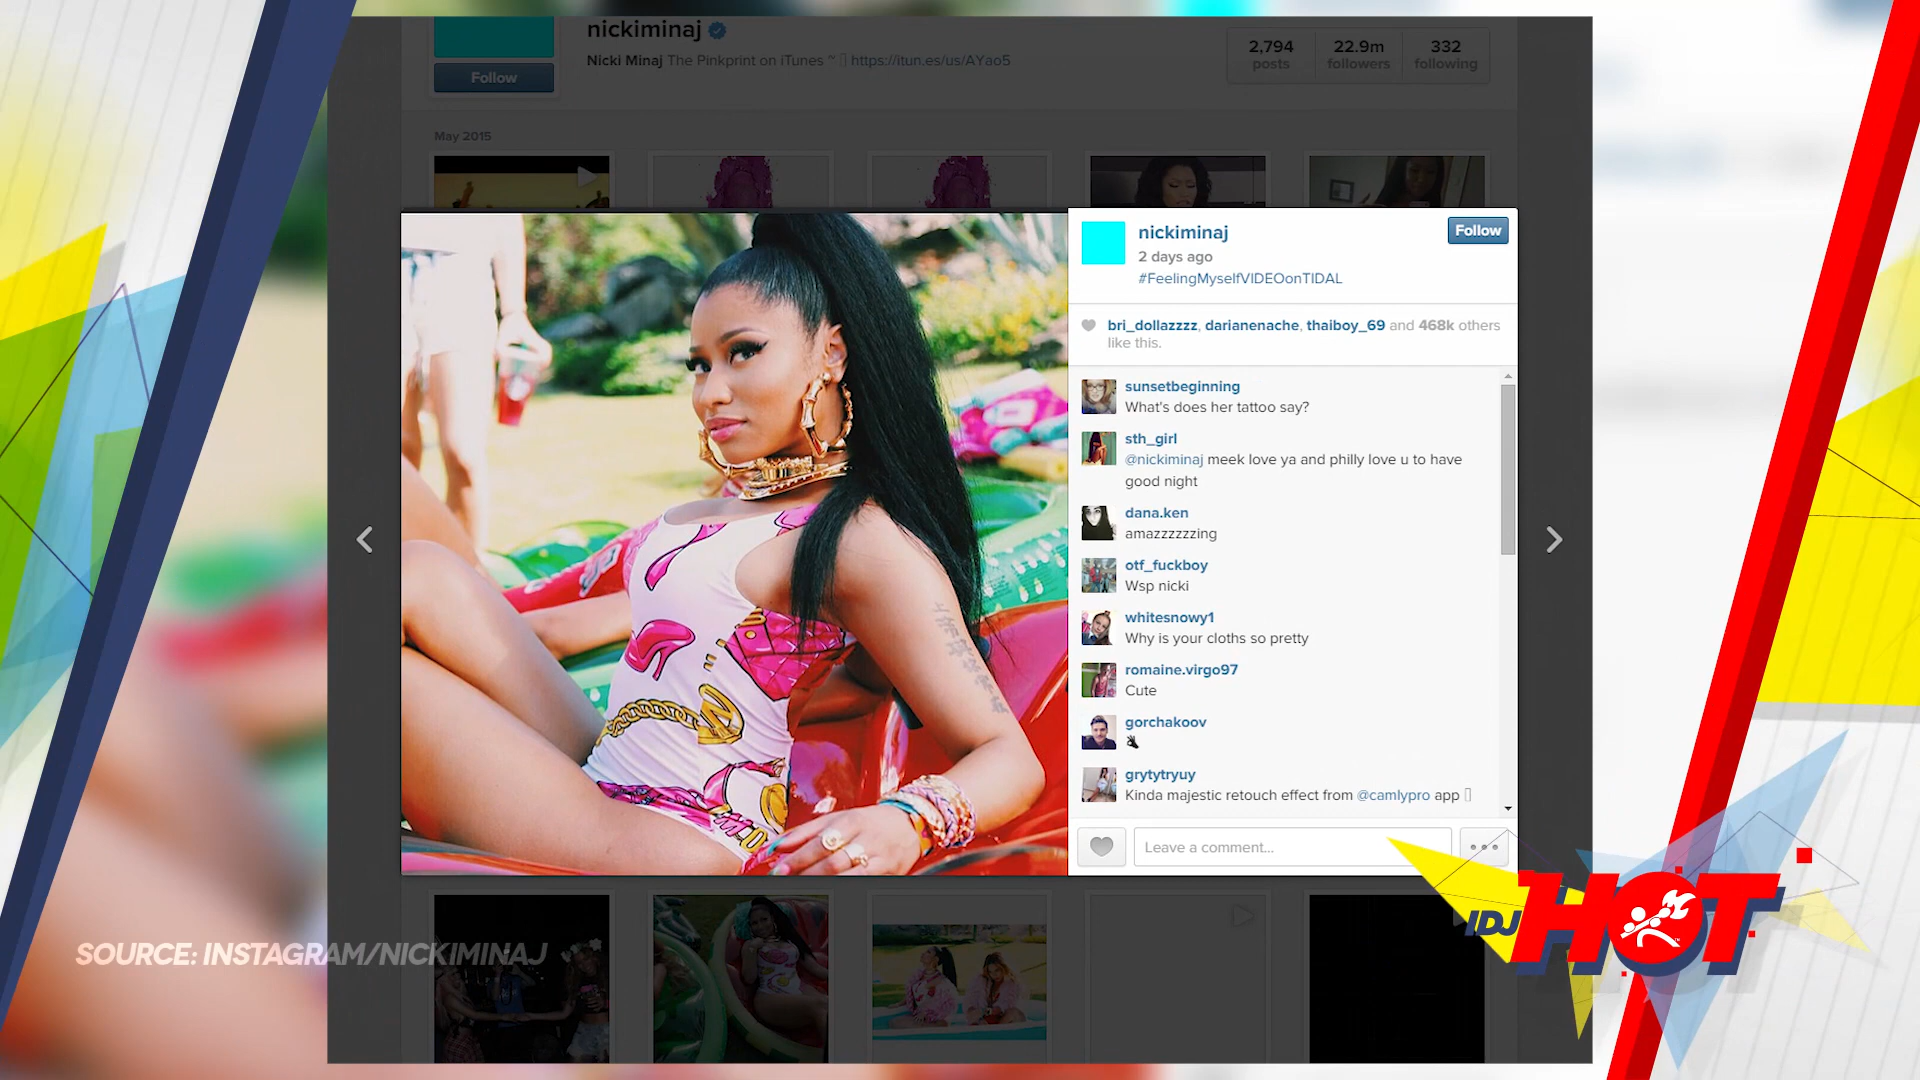 nickiminaj
Follow
Nicki Minaj The Pinkprint on iTunes ~ https://itun.es/us/AYao5
2,794 posts
22.9m followers
332 following
May 2015
nickiminaj
Follow
2 days ago
#FeelingMyselfVIDEOonTIDAL
bri_dollazzzz, darianenache, thaiboy_69 and 468k others
like this.
sunsetbeginning
What's does her tattoo say?
sth_girl
@nickiminaj meek love ya and philly love u to have
good night
dana.ken
amazzzzzzing
otf_fuckboy
Wsp nicki
whitesnowy1
Why is your cloths so pretty
romaine.virgo97
Cute
gorchakoov
grytytryuy
Kinda majestic retouch effect from @camlypro app
Leave a comment...
SOURCE: INSTAGRAM/NICKIMINAJ
IDJ HOT